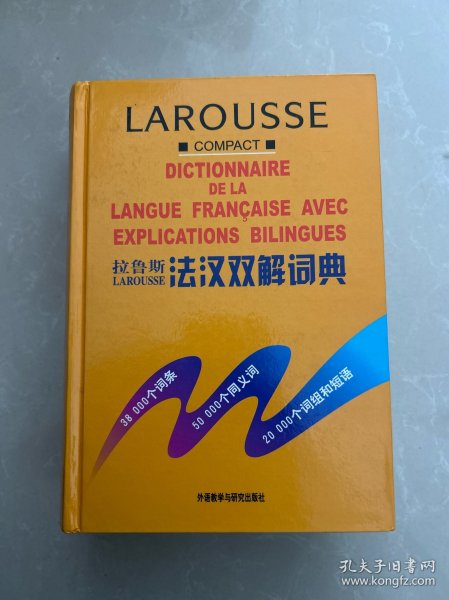 LAROUSSE
■ COMPACT ■
DICTIONNAIRE
DE LA
LANGUE FRANÇAISE AVEC
EXPLICATIONS BILINGUES
拉鲁斯 法汉双解词典
LAROUSSE
38 000个词条
50 000个同义词
20 000个词组和短语
外语教学与研究出版社
孔夫子旧书网
www.kongfz.com